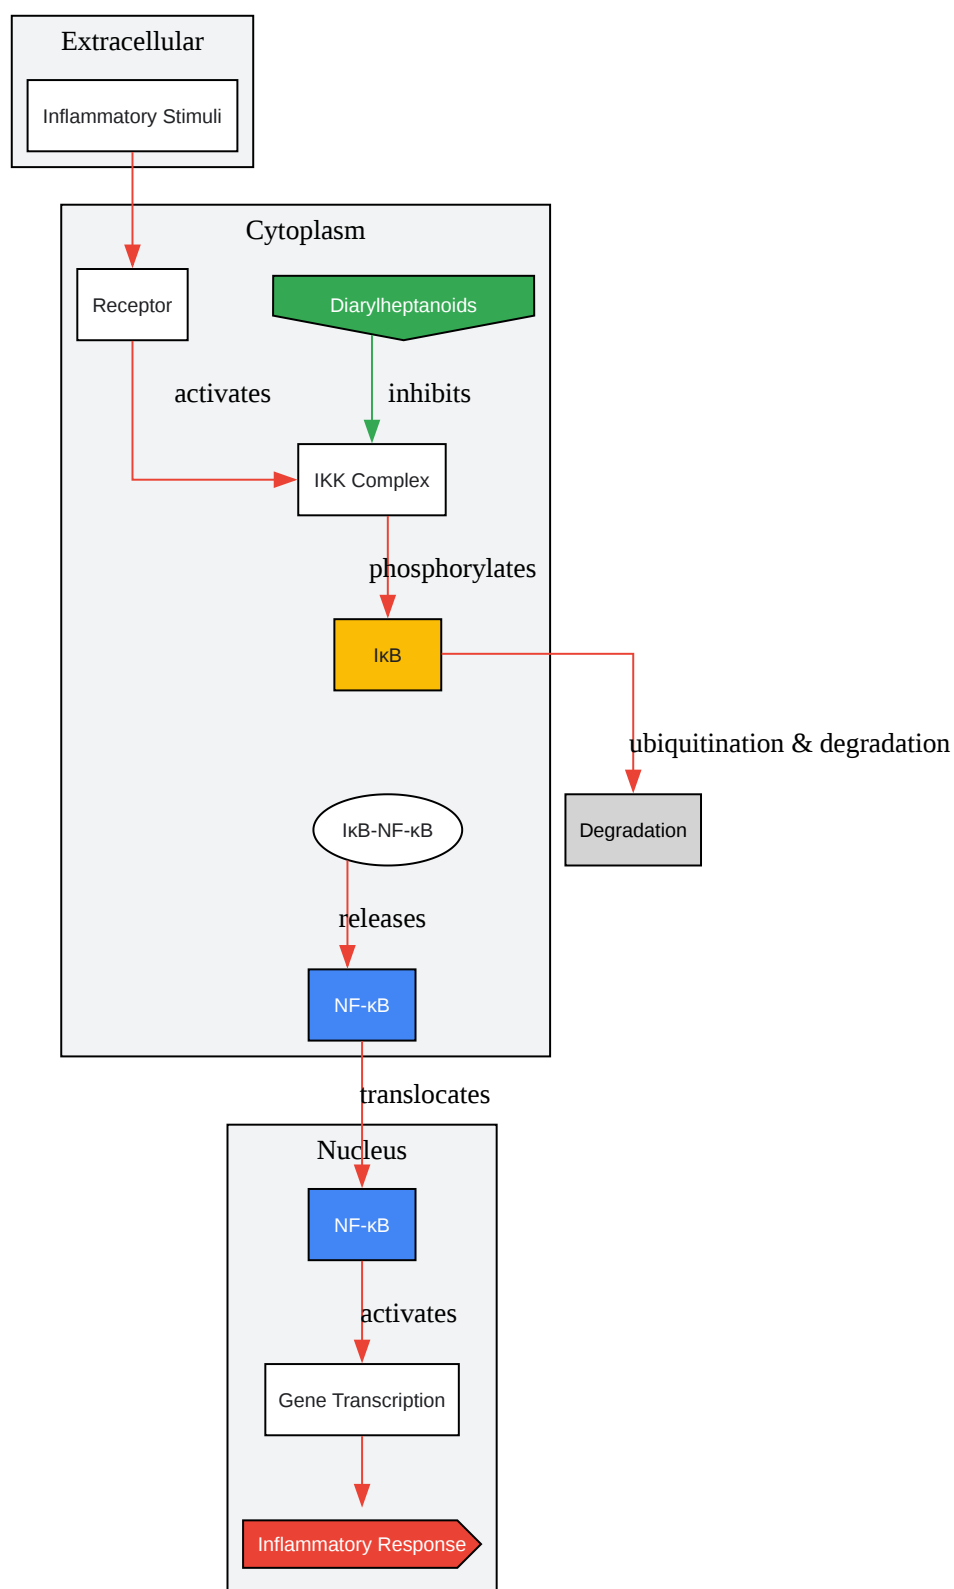 Extracellular
Inflammatory Stimuli
Cytoplasm
Receptor
Diarylheptanoids
activates
inhibits
IKK Complex
phosphorylates
IκB
ubiquitination & degradation
IκB-NF-κB
Degradation
releases
NF-κB
translocates
Nucleus
NF-κB
activates
Gene Transcription
Inflammatory Response